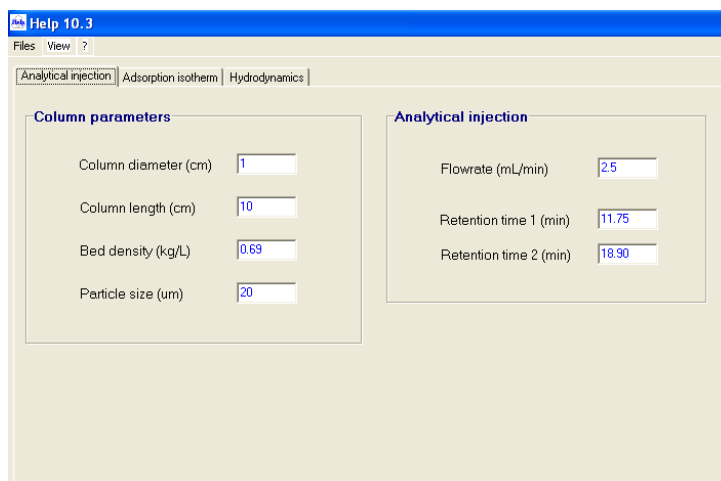 Help 10.3
Files View ?
Analytical injection Adsorption isotherm Hydrodynamics
Column parameters
Column diameter (cm) 1
Column length (cm) 10
Bed density (kg/L) 0.69
Particle size (um) 20
Analytical injection
Flowrate (mL/min) 2.5
Retention time 1 (min) 11.75
Retention time 2 (min) 18.90